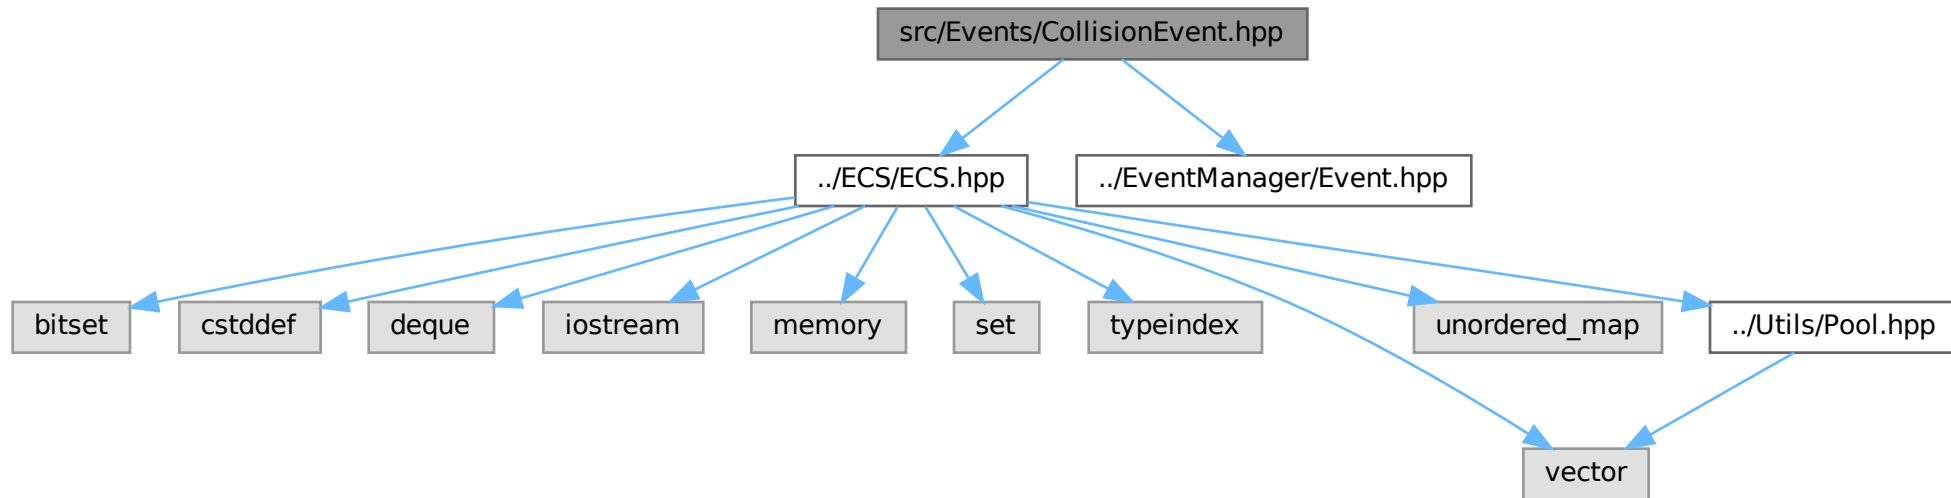 src/Events/CollisionEvent.hpp
../ECS/ECS.hpp
../EventManager/Event.hpp
bitset
cstddef
deque
iostream
memory
set
typeindex
unordered_map
../Utils/Pool.hpp
vector